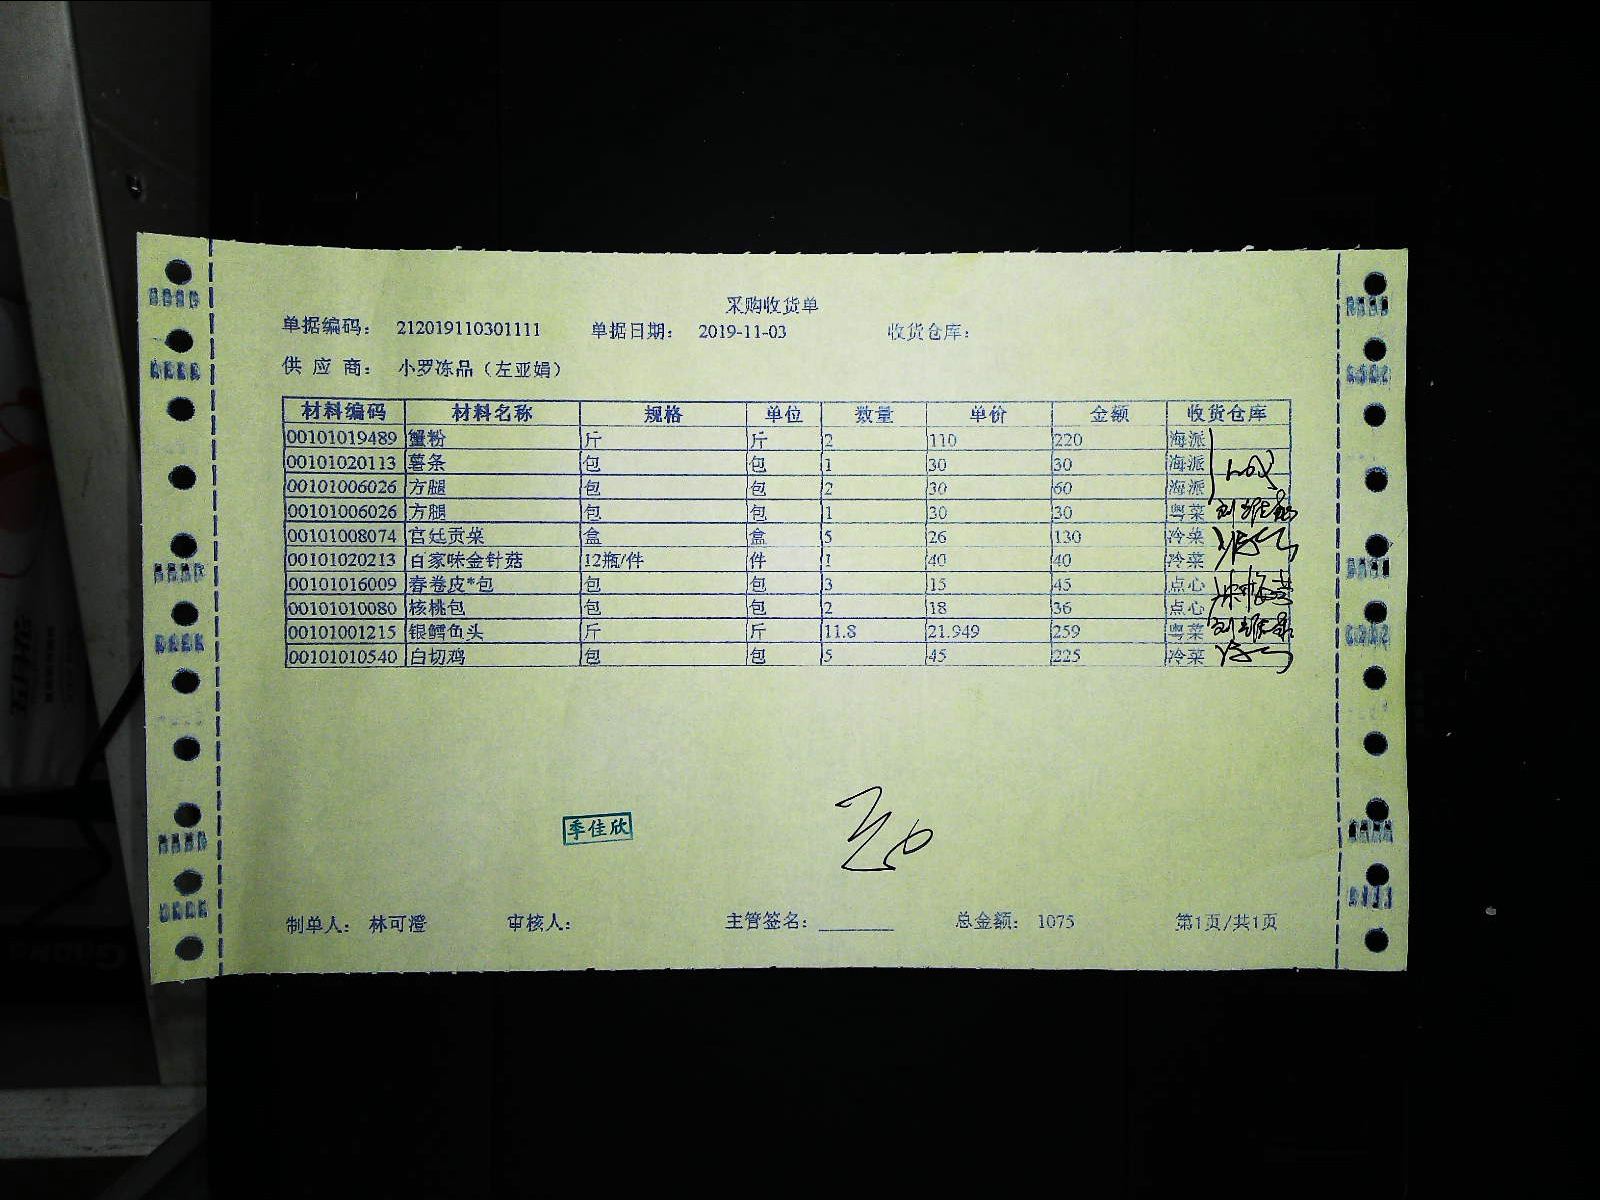 采购收货单
单据编码： 212019110301111 单据日期： 2019-11-03 收货仓库：
供 应 商： 小罗冻品（左亚娟）
材料编码 材料名称 规格 单位 数量 单价 金额 收货仓库
00101019489 蟹粉 斤 斤 2 110 220 海派
00101020113 薯条 包 包 1 30 30 海派
00101006026 方腿 包 包 2 30 60 海派
00101006026 方腿 包 包 1 30 30 粤菜
00101008074 宫廷贡菜 盒 盒 5 26 130 冷菜
00101020213 百家味金针菇 12瓶/件 件 1 40 40 冷菜
00101016009 春卷皮*包 包 包 3 15 45 点心
00101010080 核桃包 包 包 2 18 36 点心
00101001215 银鳕鱼头 斤 斤 11.8 21.949 259 粤菜
00101010540 白切鸡 包 包 5 45 225 冷菜
季佳欣
制单人： 林可澄 审核人： 主管签名：________ 总金额： 1075 第1页/共1页